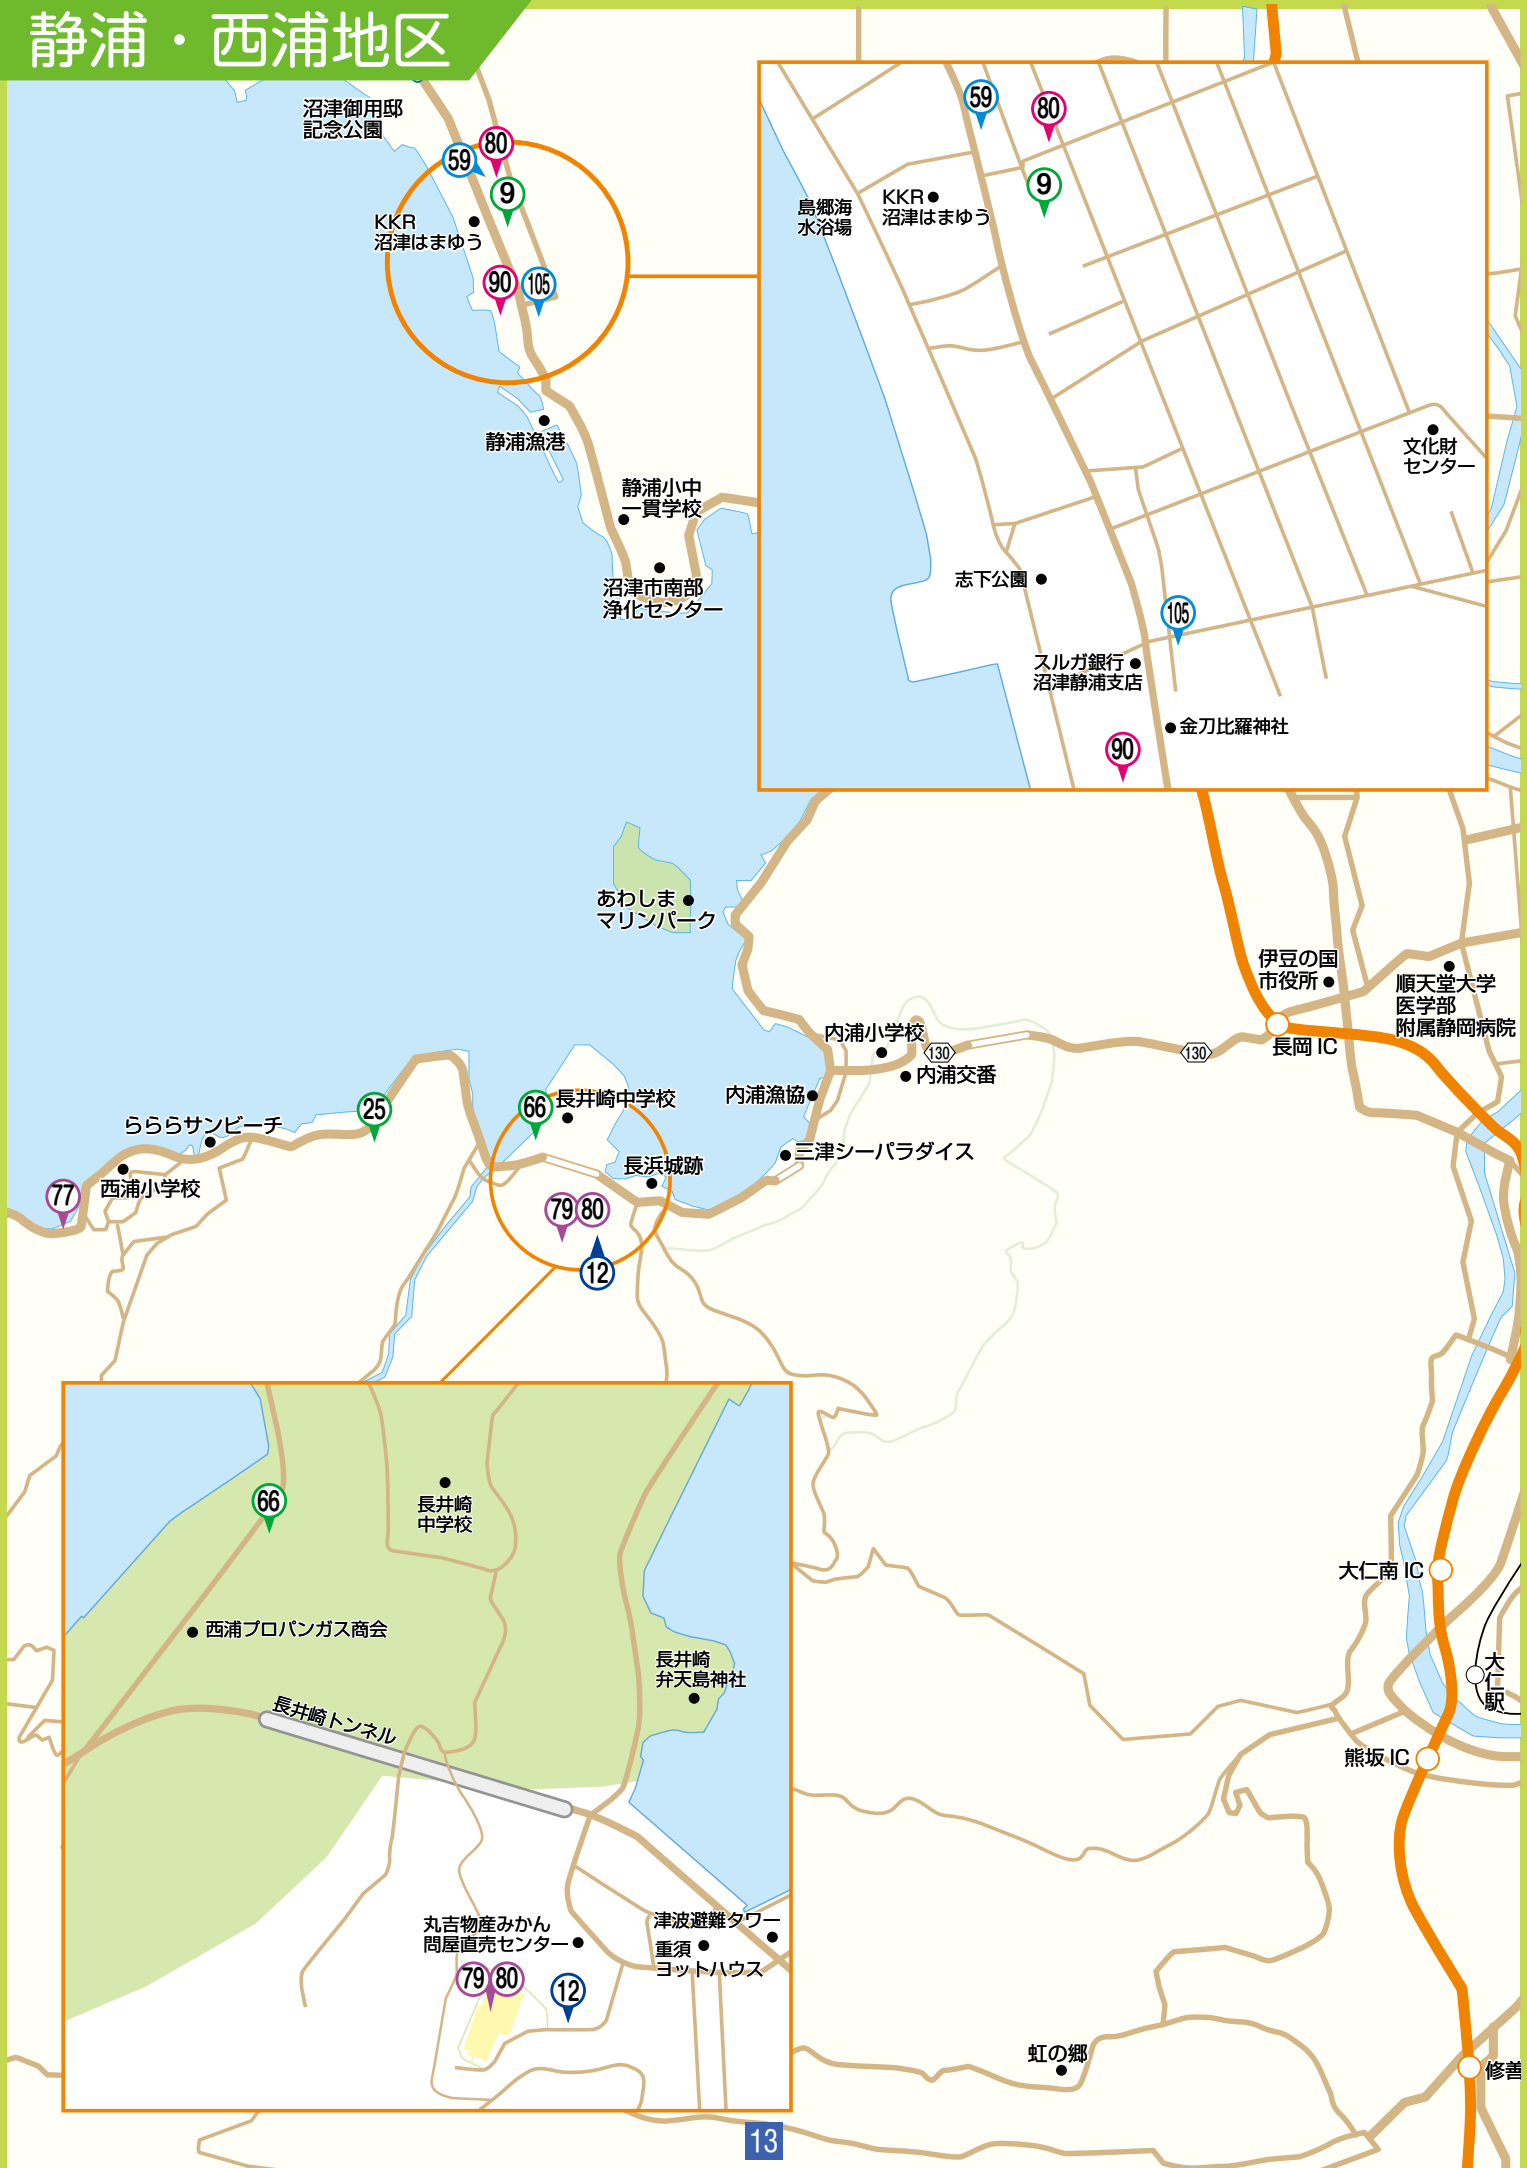 静浦・西浦地区
沼津御用邸
記念公園
59
80
9
KKR
沼津はまゆう
90
105
静浦漁港
静浦小中
一貫学校
沼津市南部
浄化センター
59
80
9
島郷海
水浴場
KKR
沼津はまゆう
文化財
センター
志下公園
105
スルガ銀行
沼津静浦支店
金刀比羅神社
90
あわしま
マリンパーク
伊豆の国
市役所
順天堂大学
医学部
附属静岡病院
長岡 IC
内浦小学校
130
130
内浦交番
内浦漁協
三津シーパラダイス
25
66
長井崎中学校
長浜城跡
らららサンビーチ
西浦小学校
77
79
80
12
66
長井崎
中学校
西浦プロパンガス商会
長井崎
弁天島神社
長井崎トンネル
丸吉物産みかん
問屋直売センター
79
80
12
津波避難タワー
重須
ヨットハウス
大仁南 IC
大仁駅
熊坂 IC
虹の郷
修善
13